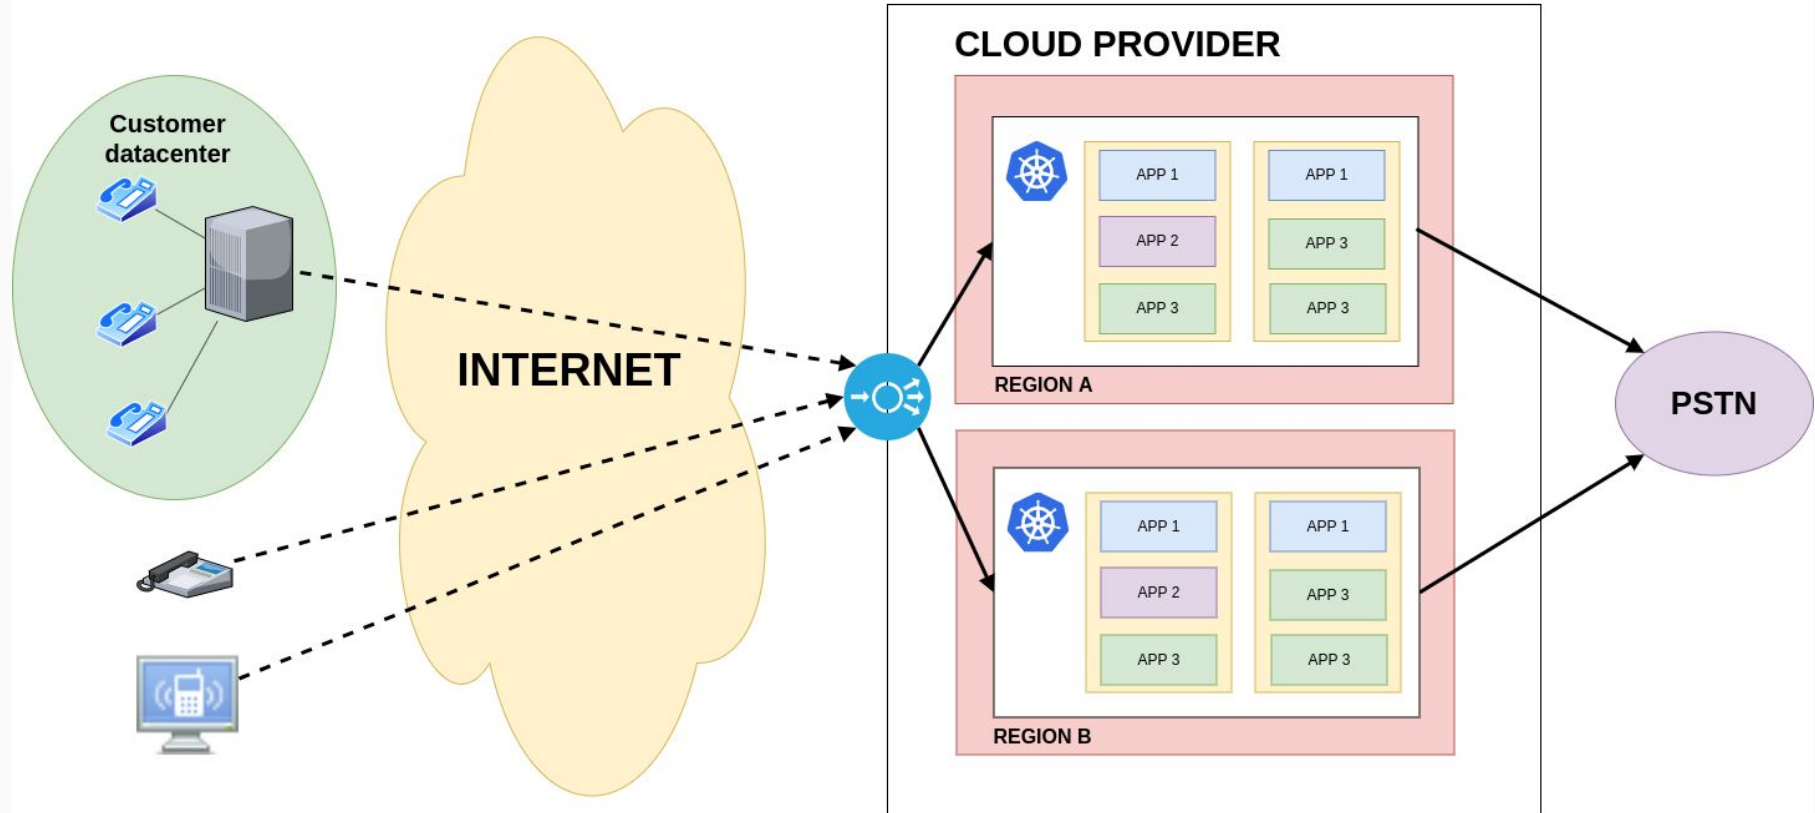 CLOUD PROVIDER
Customer
datacenter
APP 1
APP 1
APP 2
APP 3
APP 3
APP 3
REGION A
INTERNET
PSTN
APP 1
APP 1
APP 2
APP 3
APP 3
APP 3
REGION B